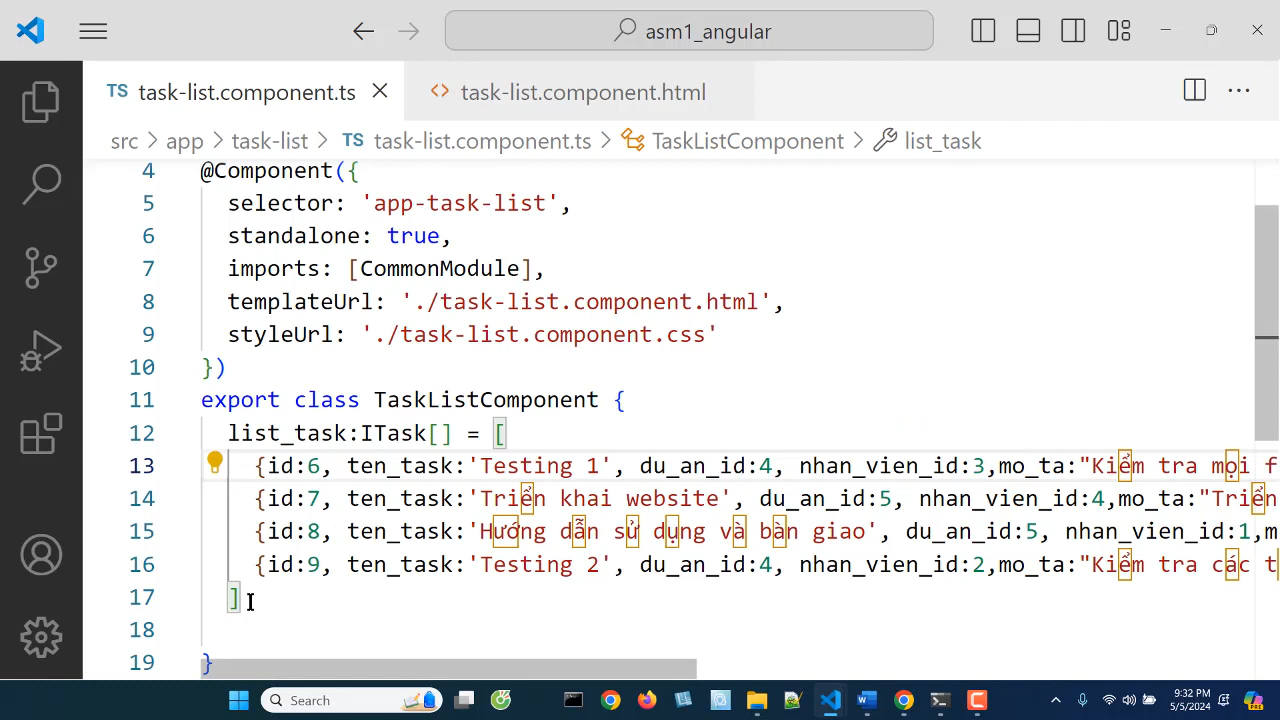 asm1_angular
TS task-list.component.ts
<> task-list.component.html
src > app > task-list > TS task-list.component.ts > TaskListComponent > list_task
4 @Component({
5 selector: 'app-task-list',
6 standalone: true,
7 imports: [CommonModule],
8 templateUrl: './task-list.component.html',
9 styleUrl: './task-list.component.css'
10 })
11 export class TaskListComponent {
12 list_task:ITask[] = [
13 {id:6, ten_task:'Testing 1', du_an_id:4, nhan_vien_id:3,mo_ta:"Kiểm tra mọi f
14 {id:7, ten_task:'Triển khai website', du_an_id:5, nhan_vien_id:4,mo_ta:"Triển
15 {id:8, ten_task:'Hướng dẫn sử dụng và bàn giao', du_an_id:5, nhan_vien_id:1,m
16 {id:9, ten_task:'Testing 2', du_an_id:4, nhan_vien_id:2,mo_ta:"Kiểm tra các t
17 ]
18
19 }
Search
9:32 PM
5/5/2024